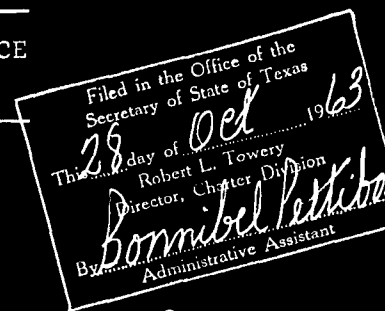 CE
Filed in the Office of the
Secretary of State of Texas
This 28 day of Oct 1963
Robert L. Towery
Director, Charter Division
By Bonnibel
Administrative Assistant